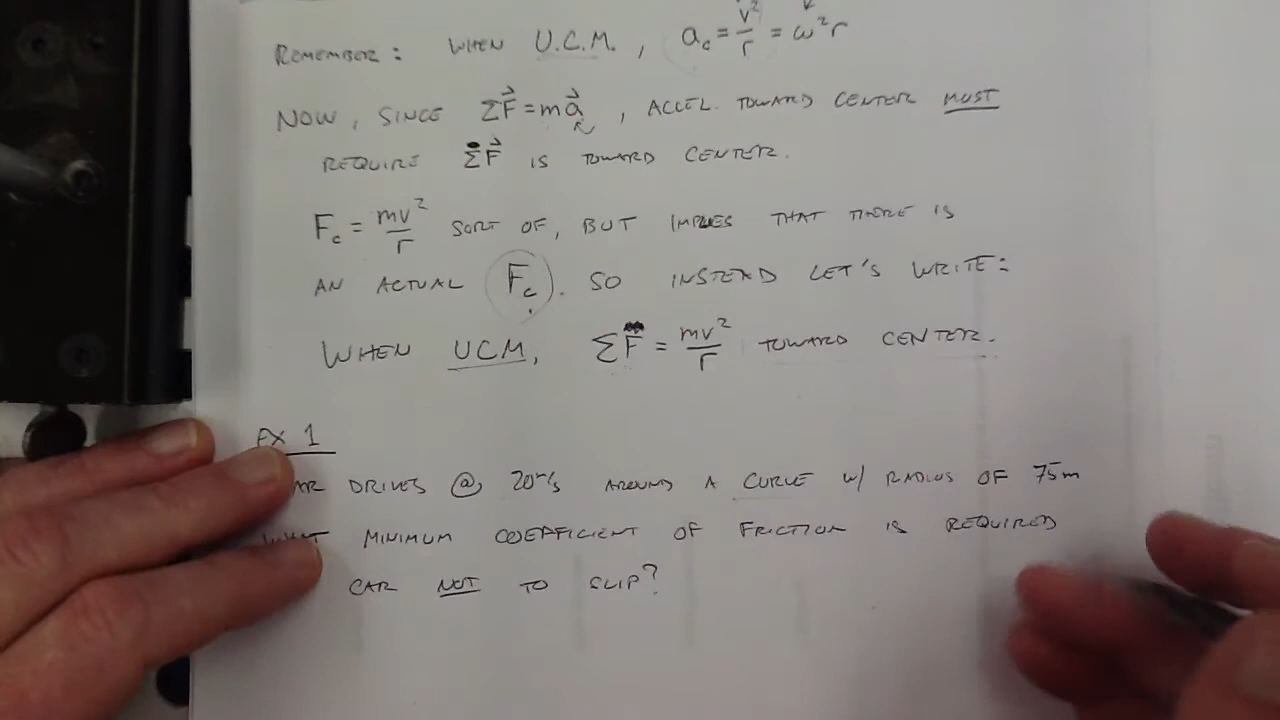 REMEMBER: WHEN U.C.M., a_c = v²/r = ω²r
NOW, SINCE ΣF⃗ = ma⃗, ACCEL. TOWARD CENTER MUST
REQUIRE ΣF⃗ IS TOWARD CENTER.
F_c = mv²/r SORT OF, BUT IMPLIES THAT THERE IS
AN ACTUAL F_c. SO INSTEAD LET'S WRITE:
WHEN UCM, ΣF = mv²/r TOWARD CENTER.
EX 1
AR DRIVES @ 20 m/s AROUND A CURVE W/ RADIUS OF 75m
WHAT MINIMUM COEFFICIENT OF FRICTION IS REQUIRED
CAR NOT TO SLIP?